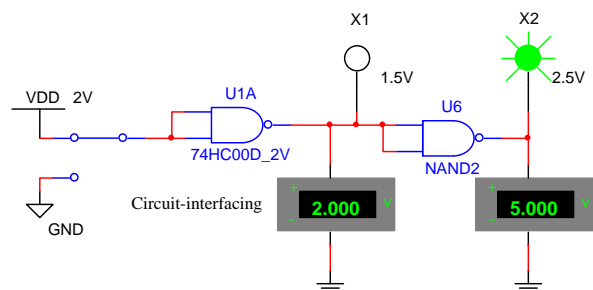 X1
X2
1.5V
2.5V
VDD 2V
U1A
U6
74HC00D_2V
NAND2
GND
Circuit-interfacing
+ 2.000 V
−
+ 5.000 V
−